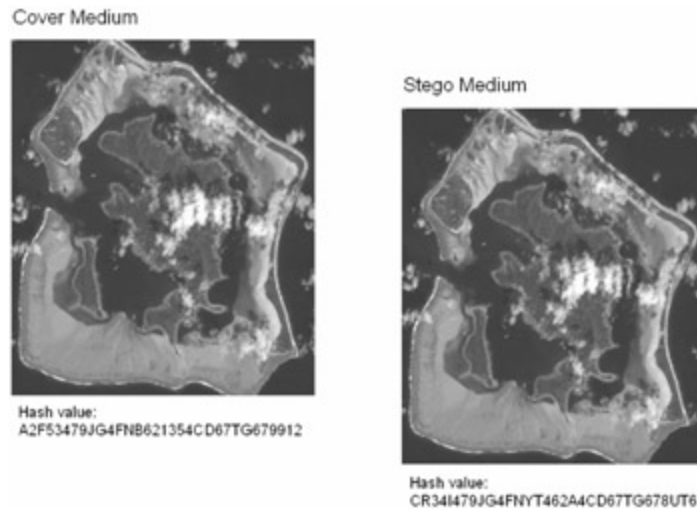 Cover Medium
Stego Medium
Hash value:
A2F53479JG4FNB621354CD67TG679912
Hash value:
CR34I479JG4FNYT462A4CD67TG678UT6